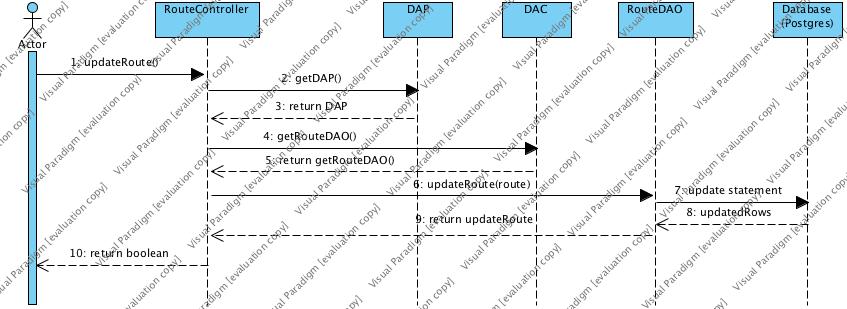 RouteController
DAP
DAC
RouteDAO
Database
(Postgres)
Actor
1: updateRoute()
2: getDAP()
3: return DAP
4: getRouteDAO()
5: return getRouteDAO()
6: updateRoute(route)
7: update statement
8: updatedRows
9: return updateRoute
10: return boolean
Visual Paradigm [evaluation copy]